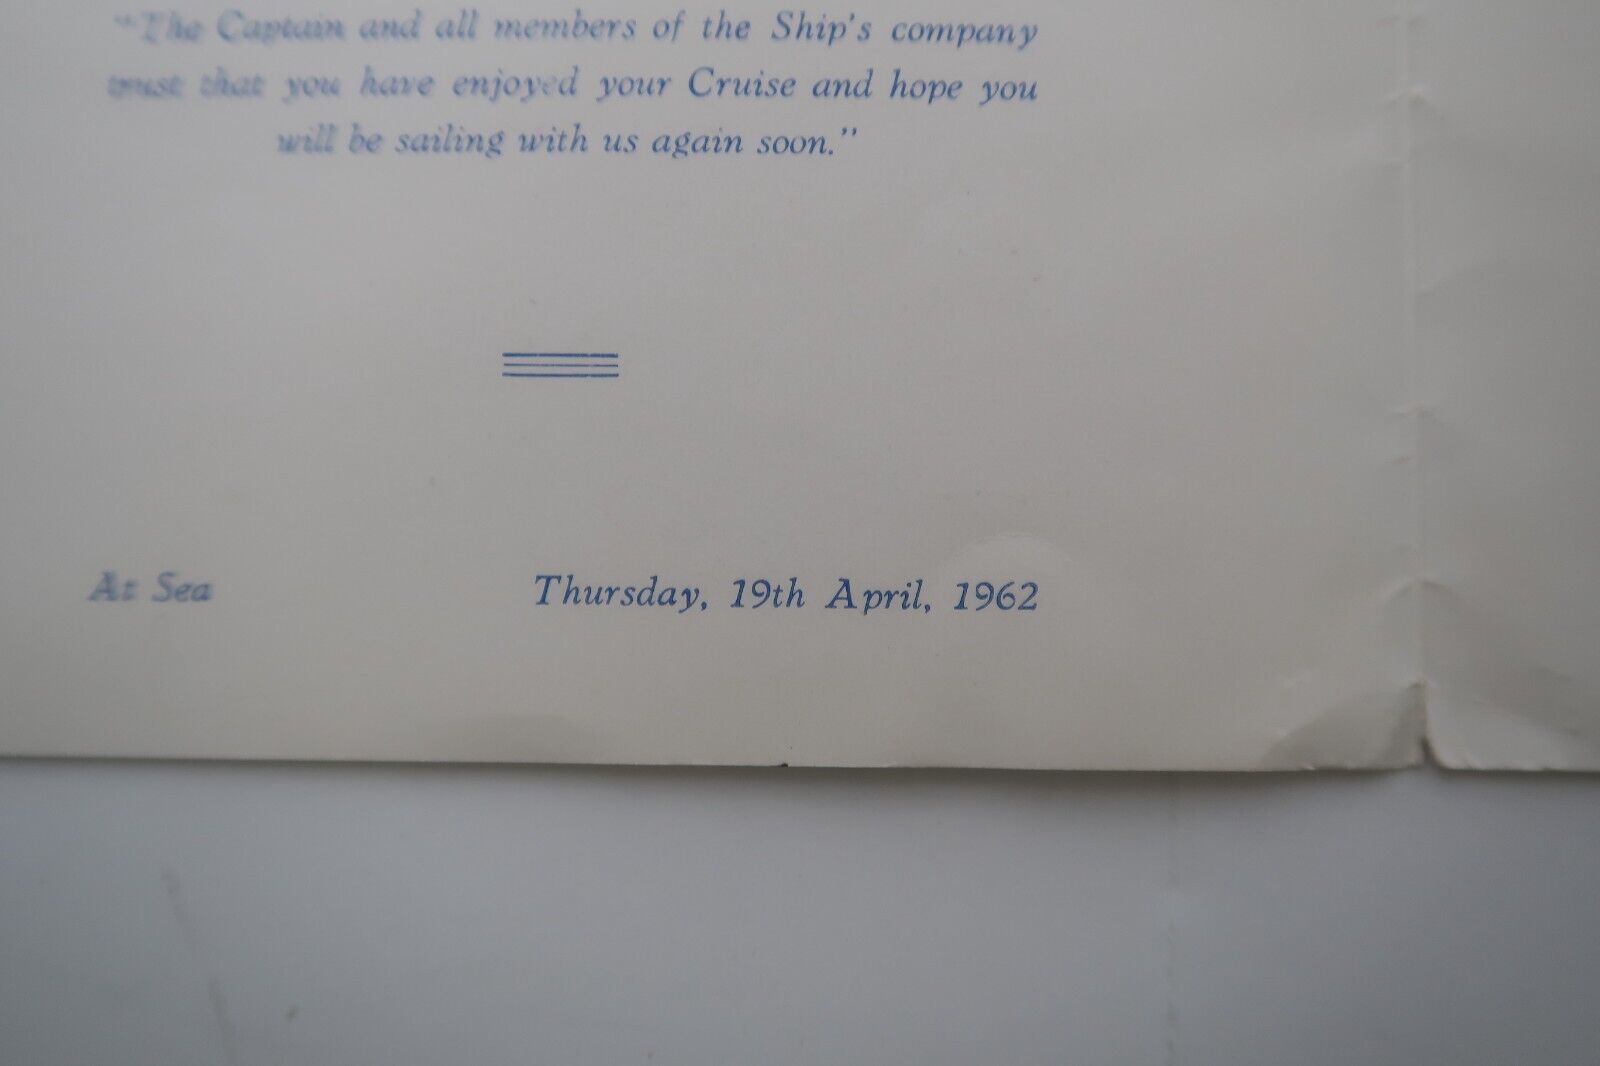 "The Captain and all members of the Ship's company
trust that you have enjoyed your Cruise and hope you
will be sailing with us again soon."
At Sea Thursday, 19th April, 1962